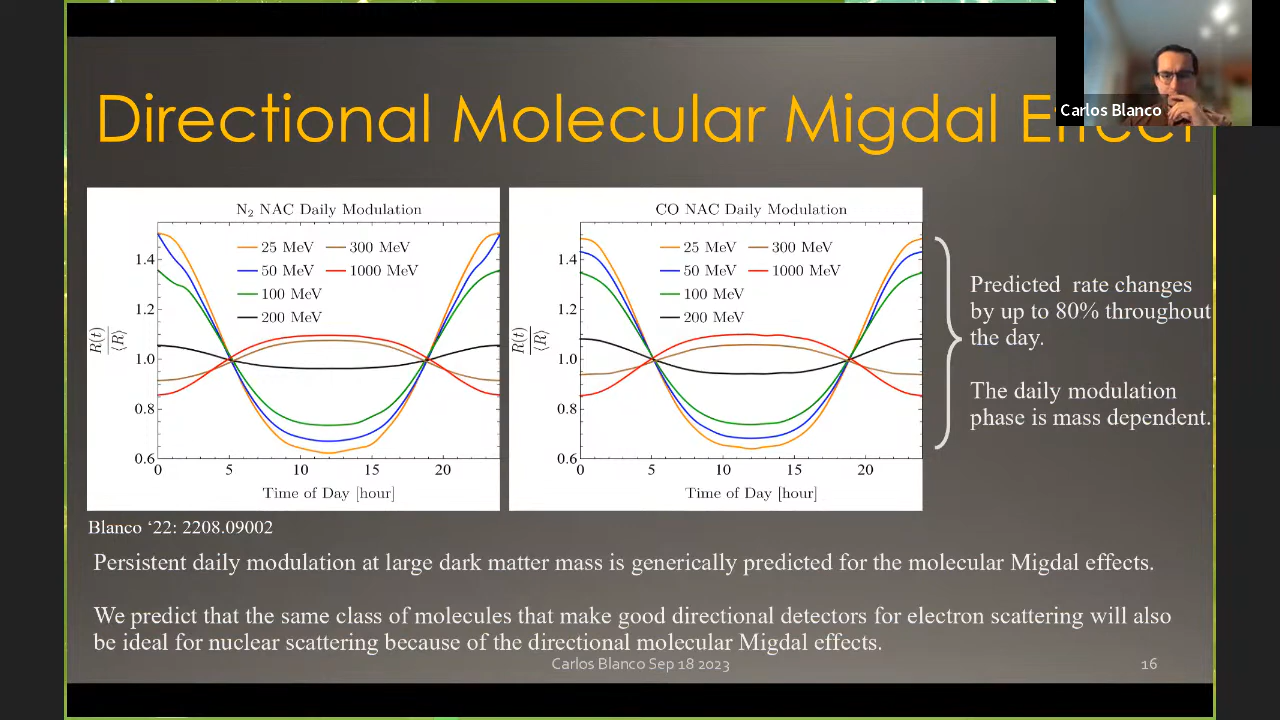 Directional Molecular Migdal Effect
Carlos Blanco
N2 NAC Daily Modulation
25 MeV
300 MeV
50 MeV
1000 MeV
100 MeV
200 MeV
R(t)
⟨R⟩
1.4
1.2
1.0
0.8
0.6
0
5
10
15
20
Time of Day [hour]
CO NAC Daily Modulation
25 MeV
300 MeV
50 MeV
1000 MeV
100 MeV
200 MeV
R(t)
⟨R⟩
1.4
1.2
1.0
0.8
0.6
0
5
10
15
20
Time of Day [hour]
Predicted rate changes
by up to 80% throughout
the day.
The daily modulation
phase is mass dependent.
Blanco ‘22: 2208.09002
Persistent daily modulation at large dark matter mass is generically predicted for the molecular Migdal effects.
We predict that the same class of molecules that make good directional detectors for electron scattering will also
be ideal for nuclear scattering because of the directional molecular Migdal effects.
Carlos Blanco Sep 18 2023
16